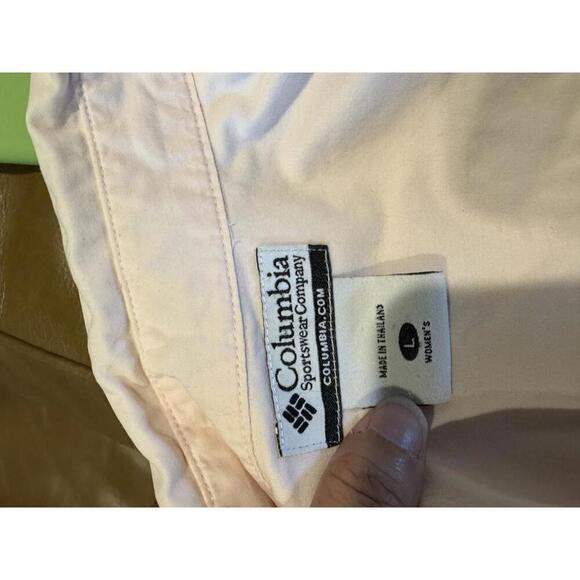 Columbia
Sportswear Company
COLUMBIA.COM
MADE IN THAILAND
L
WOMEN'S